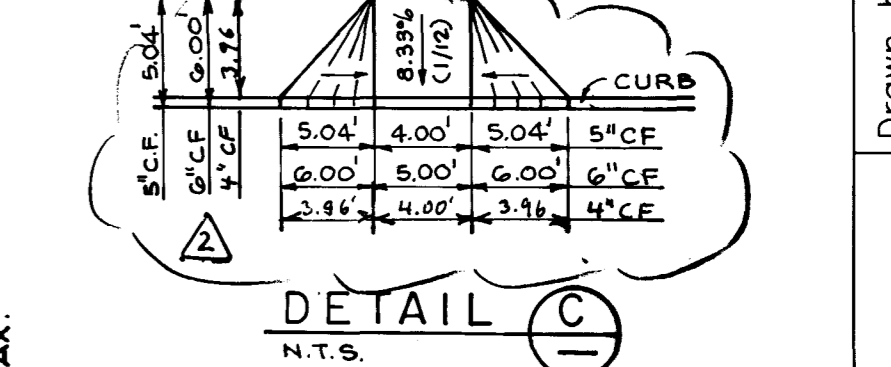 5.04'
6.00'
3.96
8.33%
(1/12)
CURB
5" C.F.
6" CF
4" CF
5.04' 4.00' 5.04' 5" CF
6.00' 5.00' 6.00' 6" CF
3.96' 4.00' 3.96 4" CF
2
DETAIL C
N.T.S.
Drawn